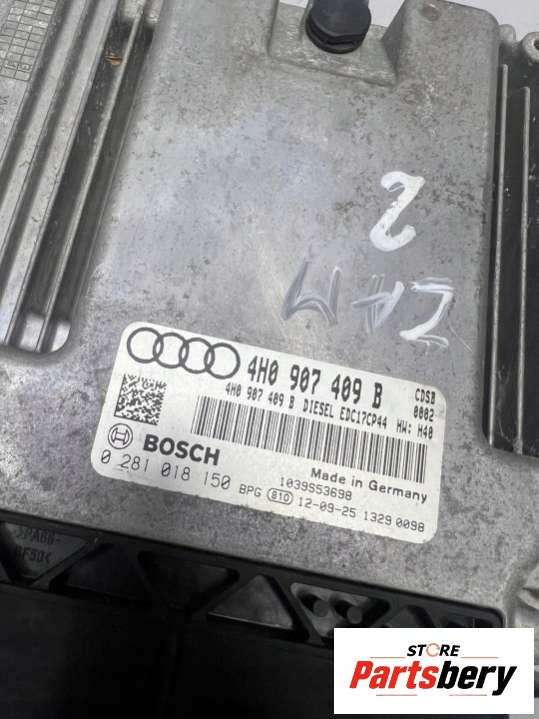 2
CAM
4H0 907 409 B CDSB
4H0 907 409 B DIESEL EDC17CP44 HW: H40 0002
BOSCH
0 281 018 150
Made in Germany
1039S53698
BPG 810 12-09-25 1329 0098
STORE
Partsbery